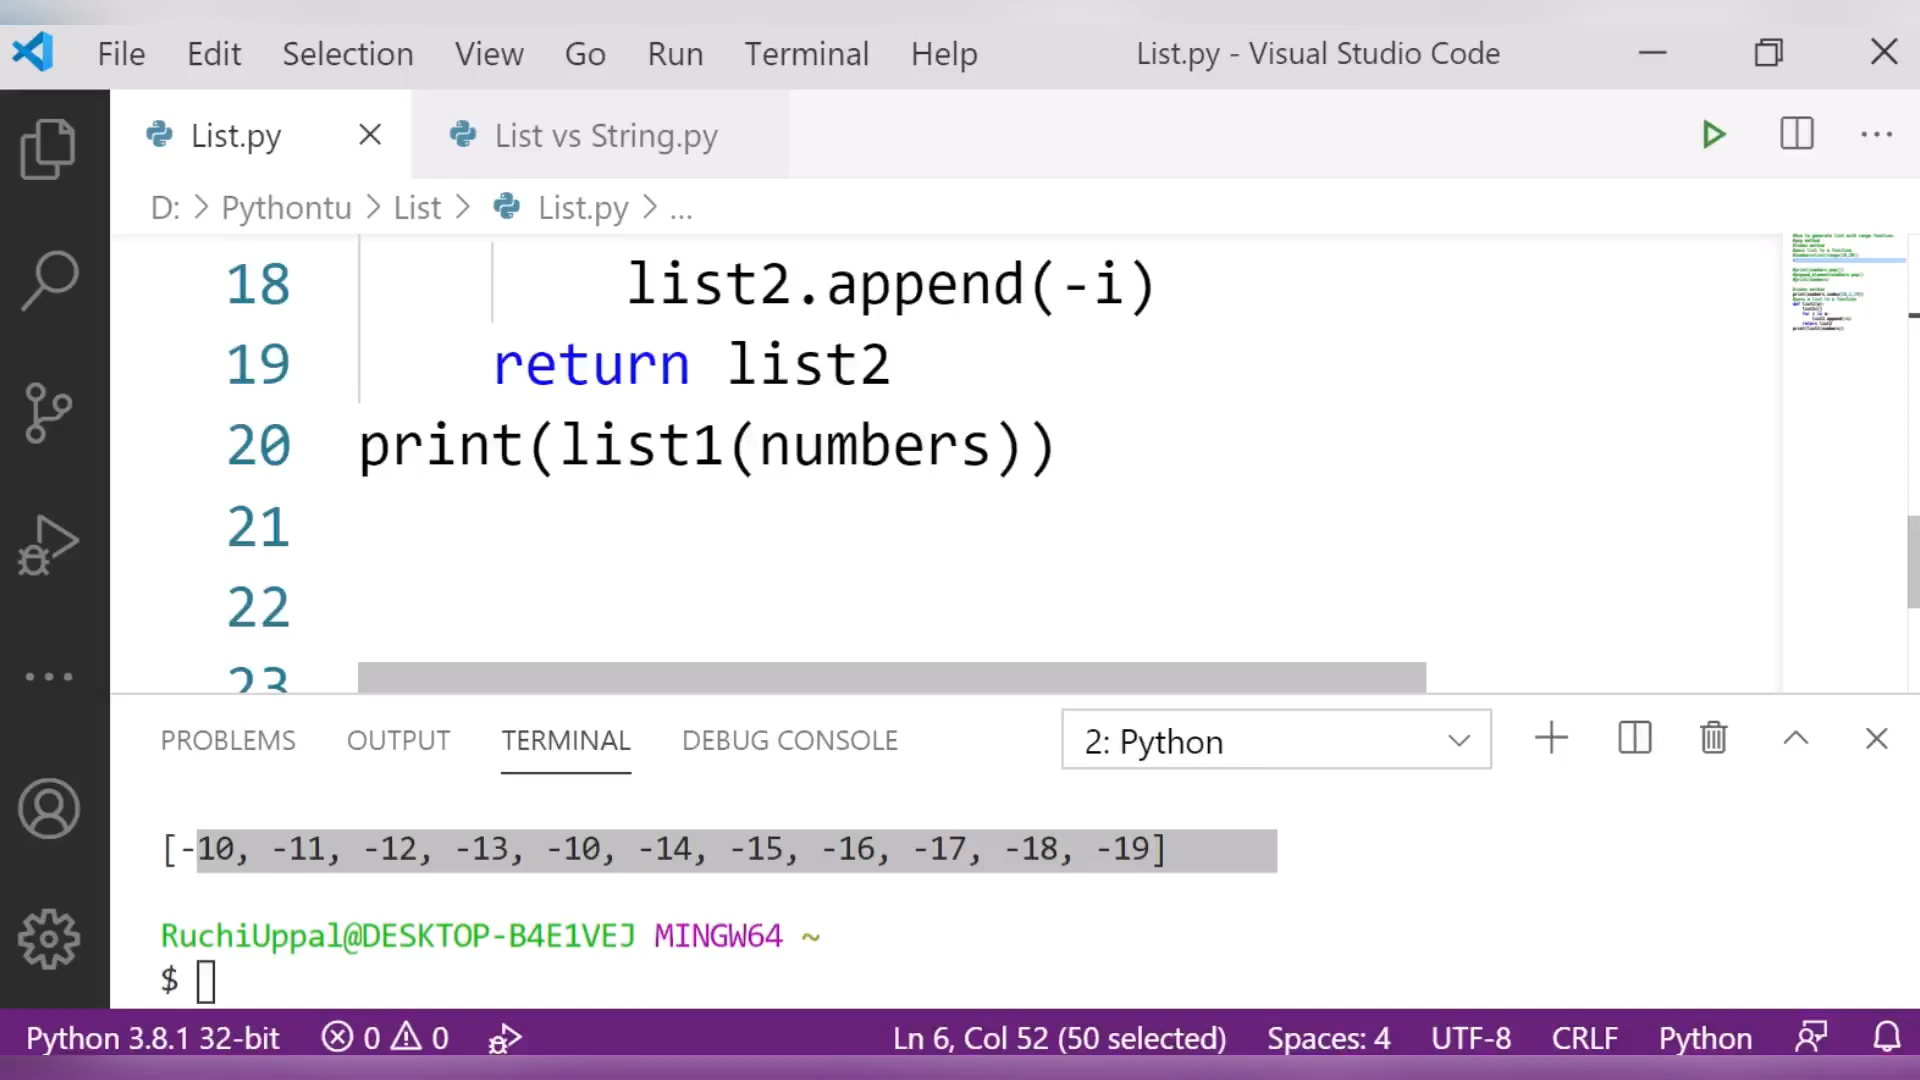 File Edit Selection View Go Run Terminal Help List.py - Visual Studio Code
List.py List vs String.py
D: > Pythontu > List > List.py > ...
18 list2.append(-i)
19 return list2
20 print(list1(numbers))
21
22
23
PROBLEMS OUTPUT TERMINAL DEBUG CONSOLE 2: Python
[-10, -11, -12, -13, -10, -14, -15, -16, -17, -18, -19]
RuchiUppal@DESKTOP-B4E1VEJ MINGW64 ~
$
Python 3.8.1 32-bit 0 0 Ln 6, Col 52 (50 selected) Spaces: 4 UTF-8 CRLF Python